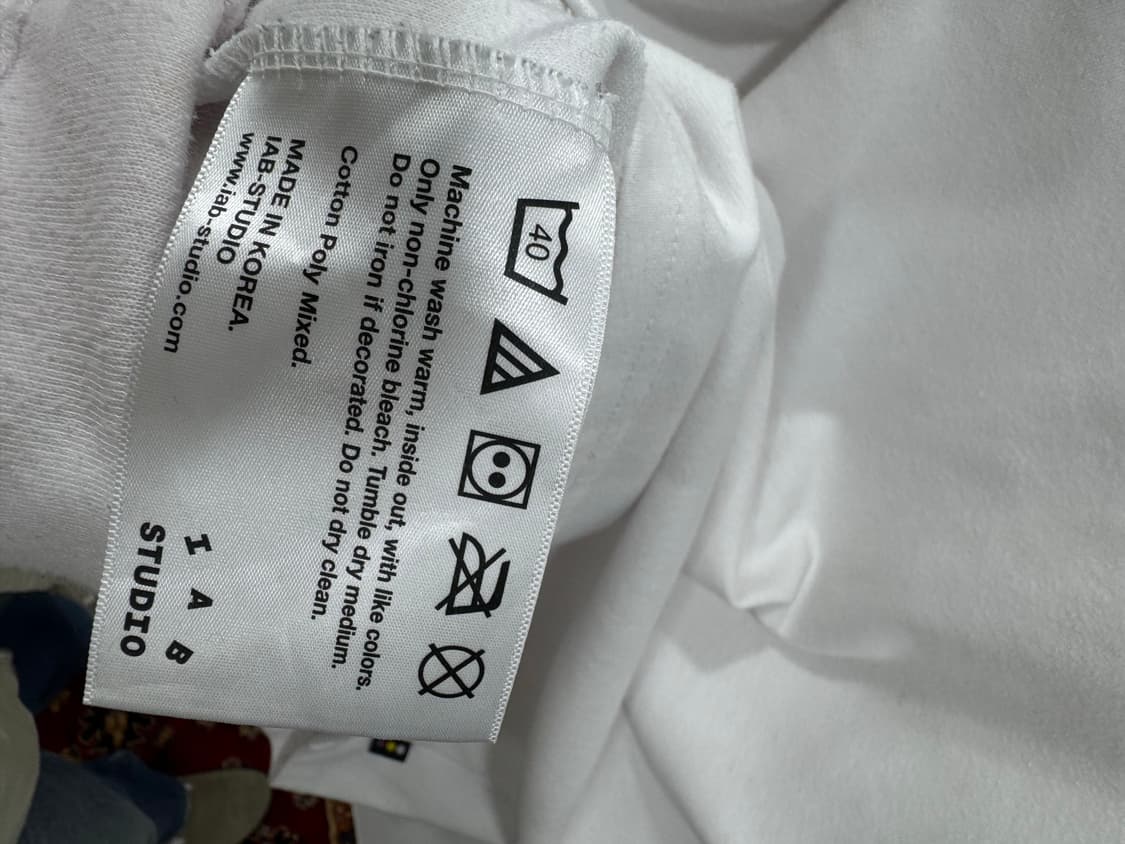 40
Machine wash warm, inside out, with like colors.
Only non-chlorine bleach. Tumble dry medium.
Do not iron if decorated. Do not dry clean.
Cotton Poly Mixed.
MADE IN KOREA.
IAB-STUDIO
www.iab-studio.com
I A B
STUDIO